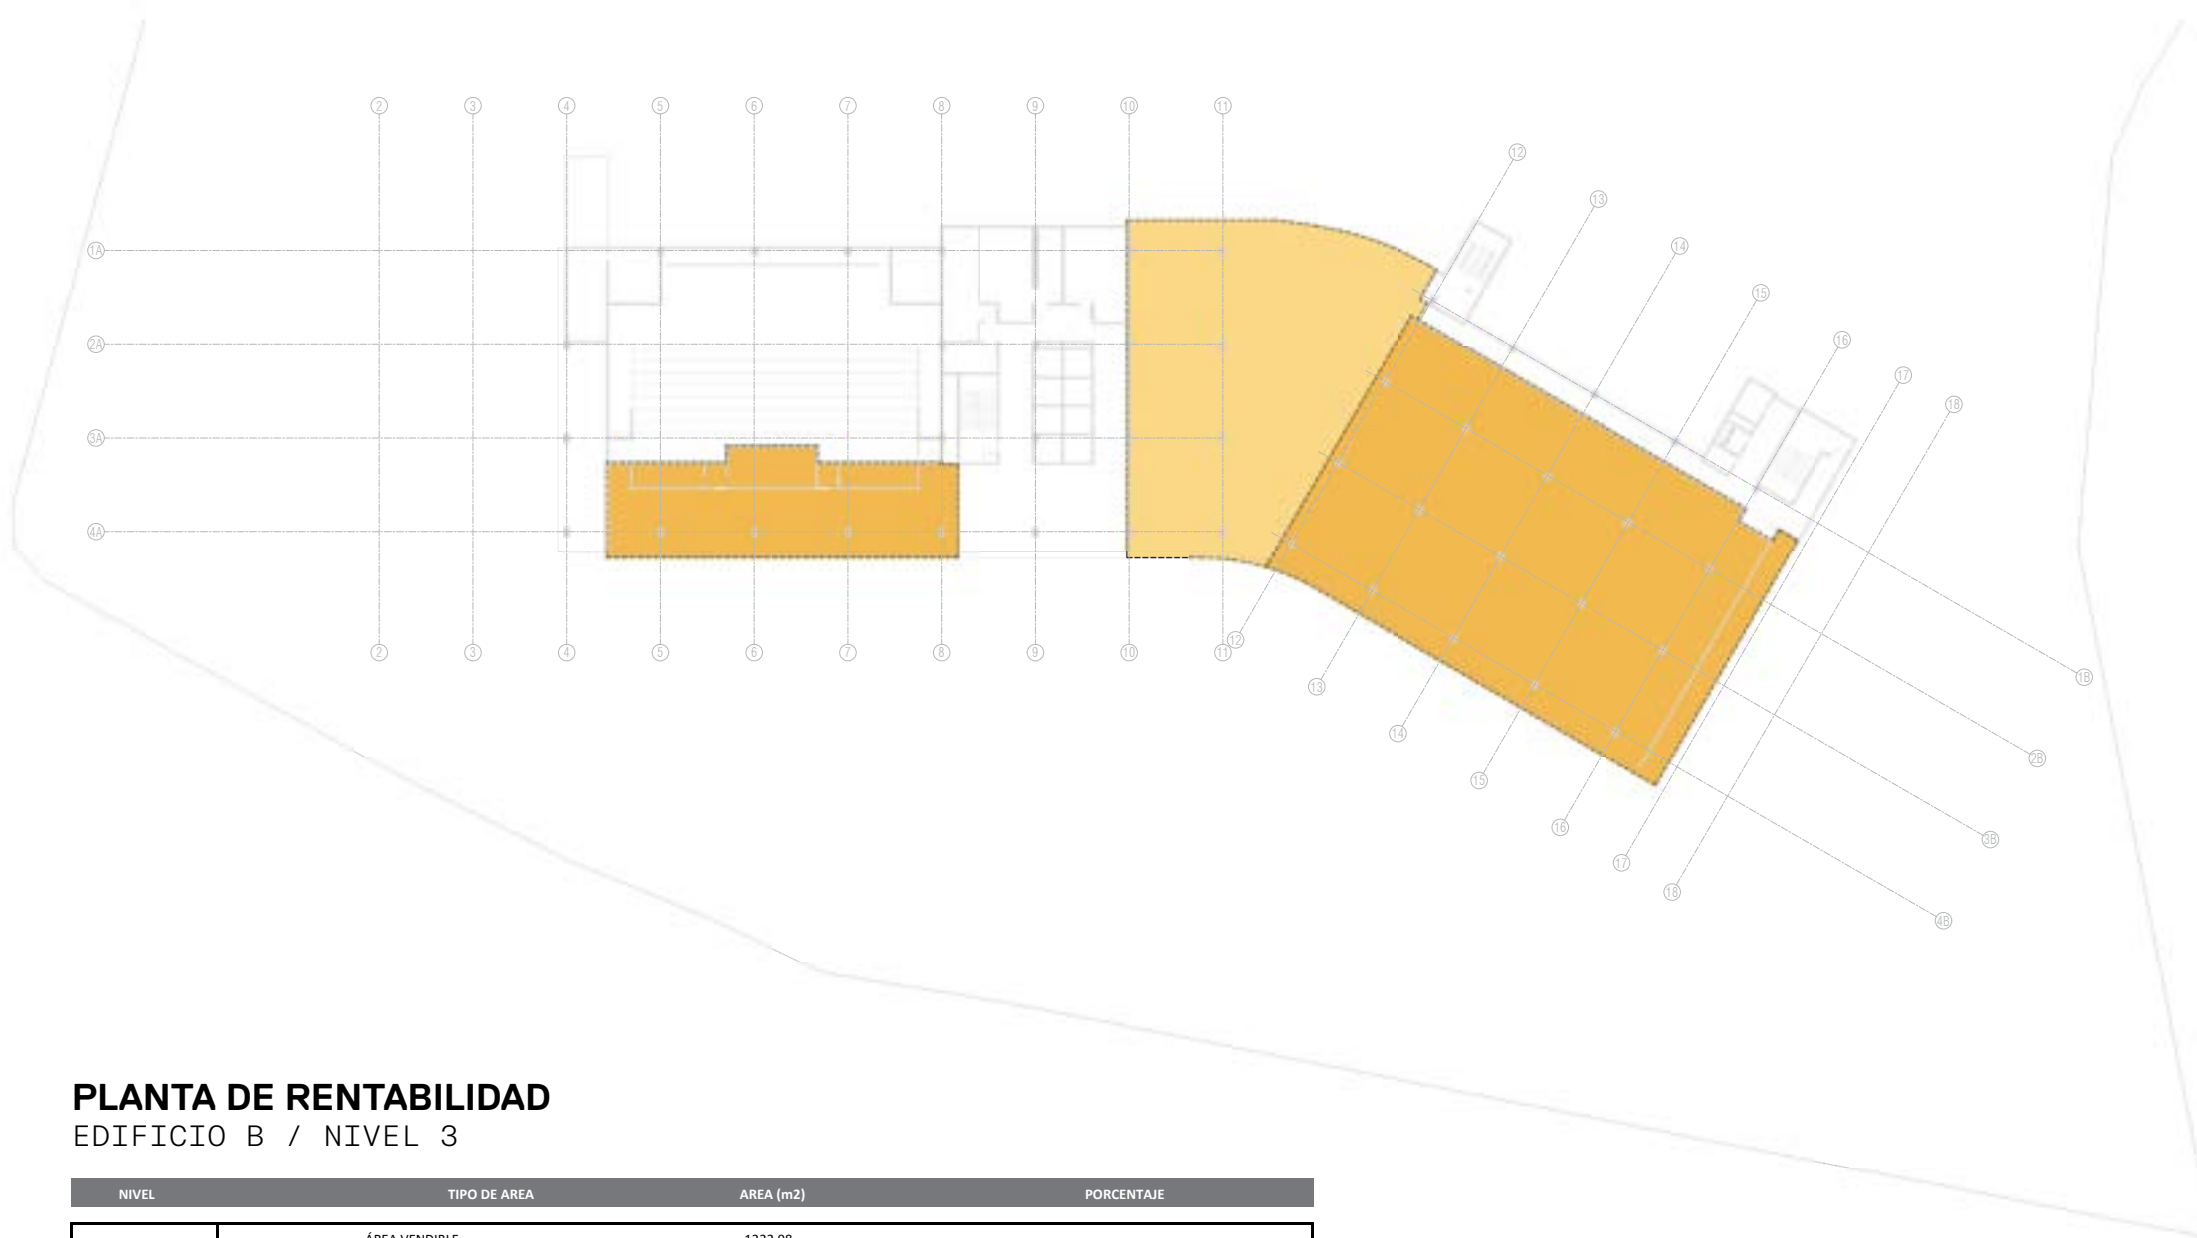 2 3 4 5 6 7 8 9 10 11
12
13
14
15
16
17
18
1A
2A
3A
4A
2 3 4 5 6 7 8 9 10 11
12
13
14
15
16
17
18
1B
2B
3B
4B
PLANTA DE RENTABILIDAD
EDIFICIO B / NIVEL 3
NIVEL TIPO DE AREA AREA (m2) PORCENTAJE
ÁREA VENDIBLE